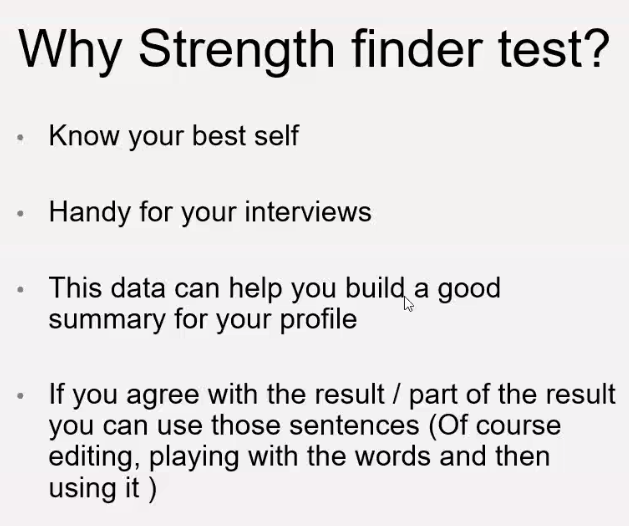 Why Strength finder test?
• Know your best self
• Handy for your interviews
• This data can help you build a good
summary for your profile
• If you agree with the result / part of the result
you can use those sentences (Of course
editing, playing with the words and then
using it )